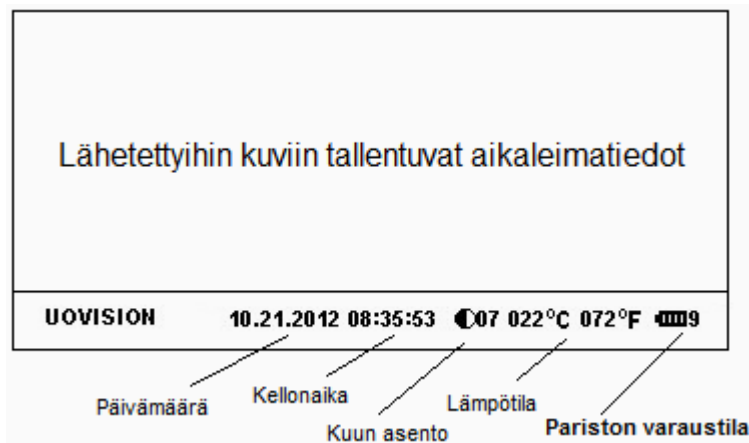 Lähetettyihin kuviin tallentuvat aikaleimatiedot
UOVISION 10.21.2012 08:35:53 07 022°C 072°F 9
Päivämäärä Kellonaika Kuun asento Lämpötila Pariston varaustila